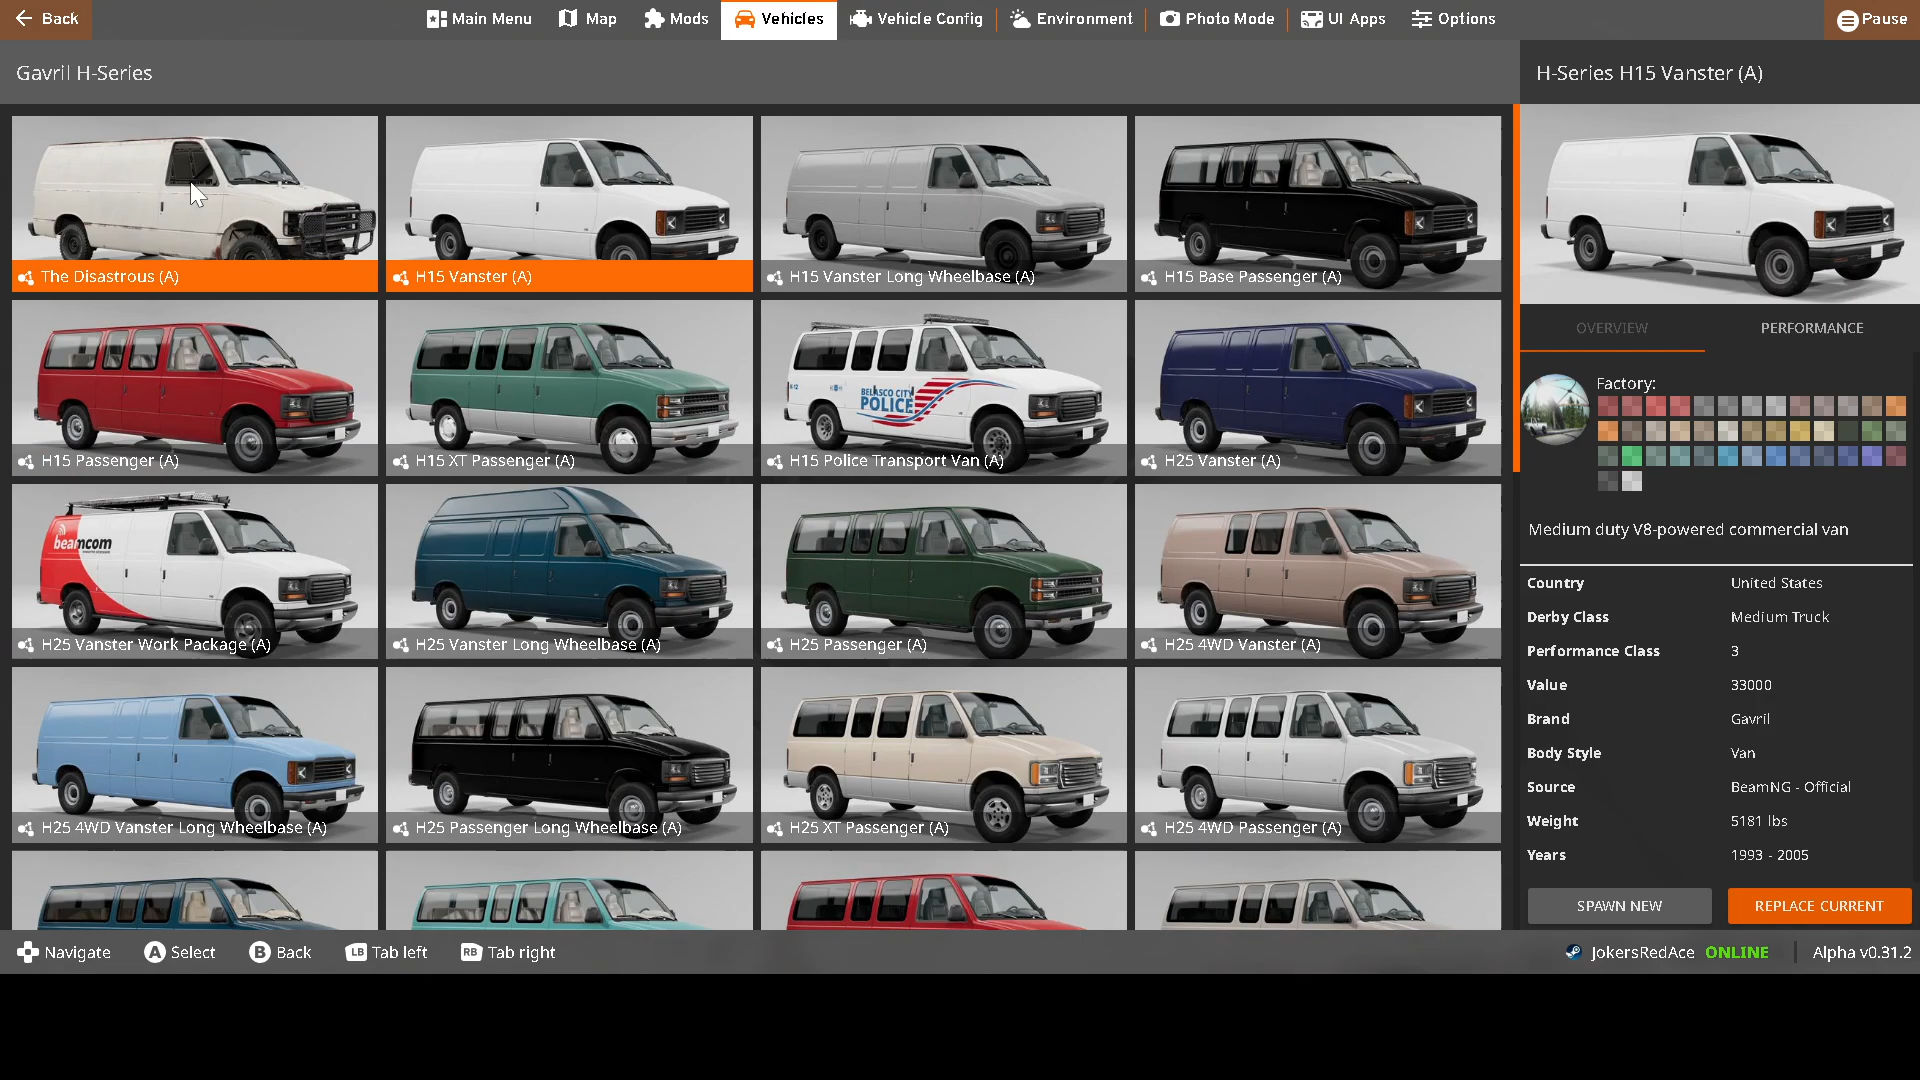 Back
Main Menu
Map
Mods
Vehicles
Vehicle Config
Environment
Photo Mode
UI Apps
Options
Pause
Gavril H-Series
H-Series H15 Vanster (A)
The Disastrous (A)
H15 Vanster (A)
H15 Vanster Long Wheelbase (A)
H15 Base Passenger (A)
BELASCO CITY
POLICE
H15 Passenger (A)
H15 XT Passenger (A)
H15 Police Transport Van (A)
H25 Vanster (A)
beamcom
H25 Vanster Work Package (A)
H25 Vanster Long Wheelbase (A)
H25 Passenger (A)
H25 4WD Vanster (A)
H25 4WD Vanster Long Wheelbase (A)
H25 Passenger Long Wheelbase (A)
H25 XT Passenger (A)
H25 4WD Passenger (A)
OVERVIEW
PERFORMANCE
Factory:
Medium duty V8-powered commercial van
Country United States
Derby Class Medium Truck
Performance Class 3
Value 33000
Brand Gavril
Body Style Van
Source BeamNG - Official
Weight 5181 lbs
Years 1993 - 2005
SPAWN NEW
REPLACE CURRENT
Navigate
A Select
B Back
LB Tab left
RB Tab right
JokersRedAce ONLINE
Alpha v0.31.2